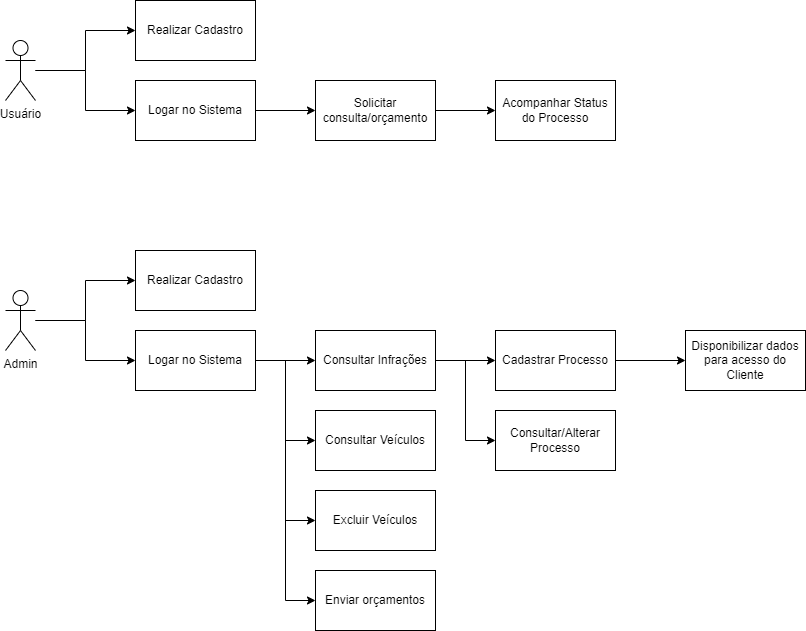 Realizar Cadastro
Usuário
Logar no Sistema
Solicitar
consulta/orçamento
Acompanhar Status
do Processo
Realizar Cadastro
Admin
Logar no Sistema
Consultar Infrações
Cadastrar Processo
Disponibilizar dados
para acesso do
Cliente
Consultar Veículos
Consultar/Alterar
Processo
Excluir Veículos
Enviar orçamentos